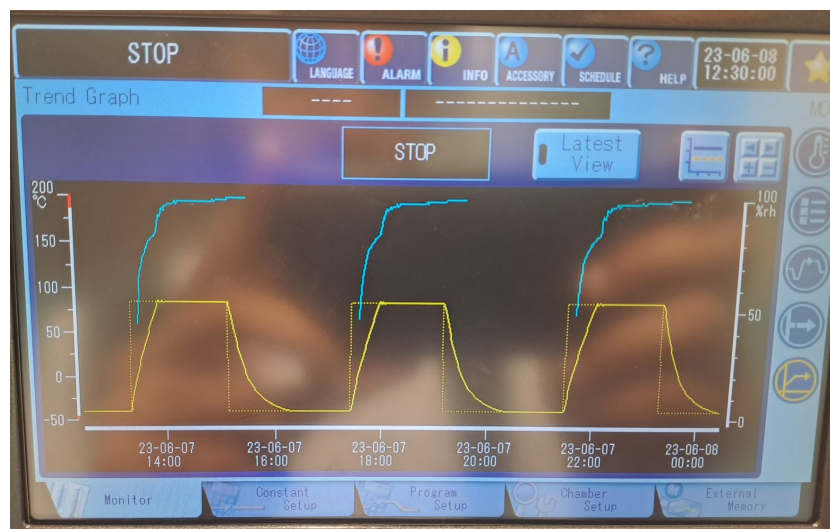 STOP
LANGUAGE
ALARM
INFO
ACCESSORY
SCHEDULE
HELP
23-06-08
12:30:00
Trend Graph
----
--------------
STOP
Latest
View
200
°C
150
100
50
0
-50
100
%rh
50
0
23-06-07
14:00
23-06-07
16:00
23-06-07
18:00
23-06-07
20:00
23-06-07
22:00
23-06-08
00:00
Monitor
Constant
Setup
Program
Setup
Chamber
Setup
External
Memory